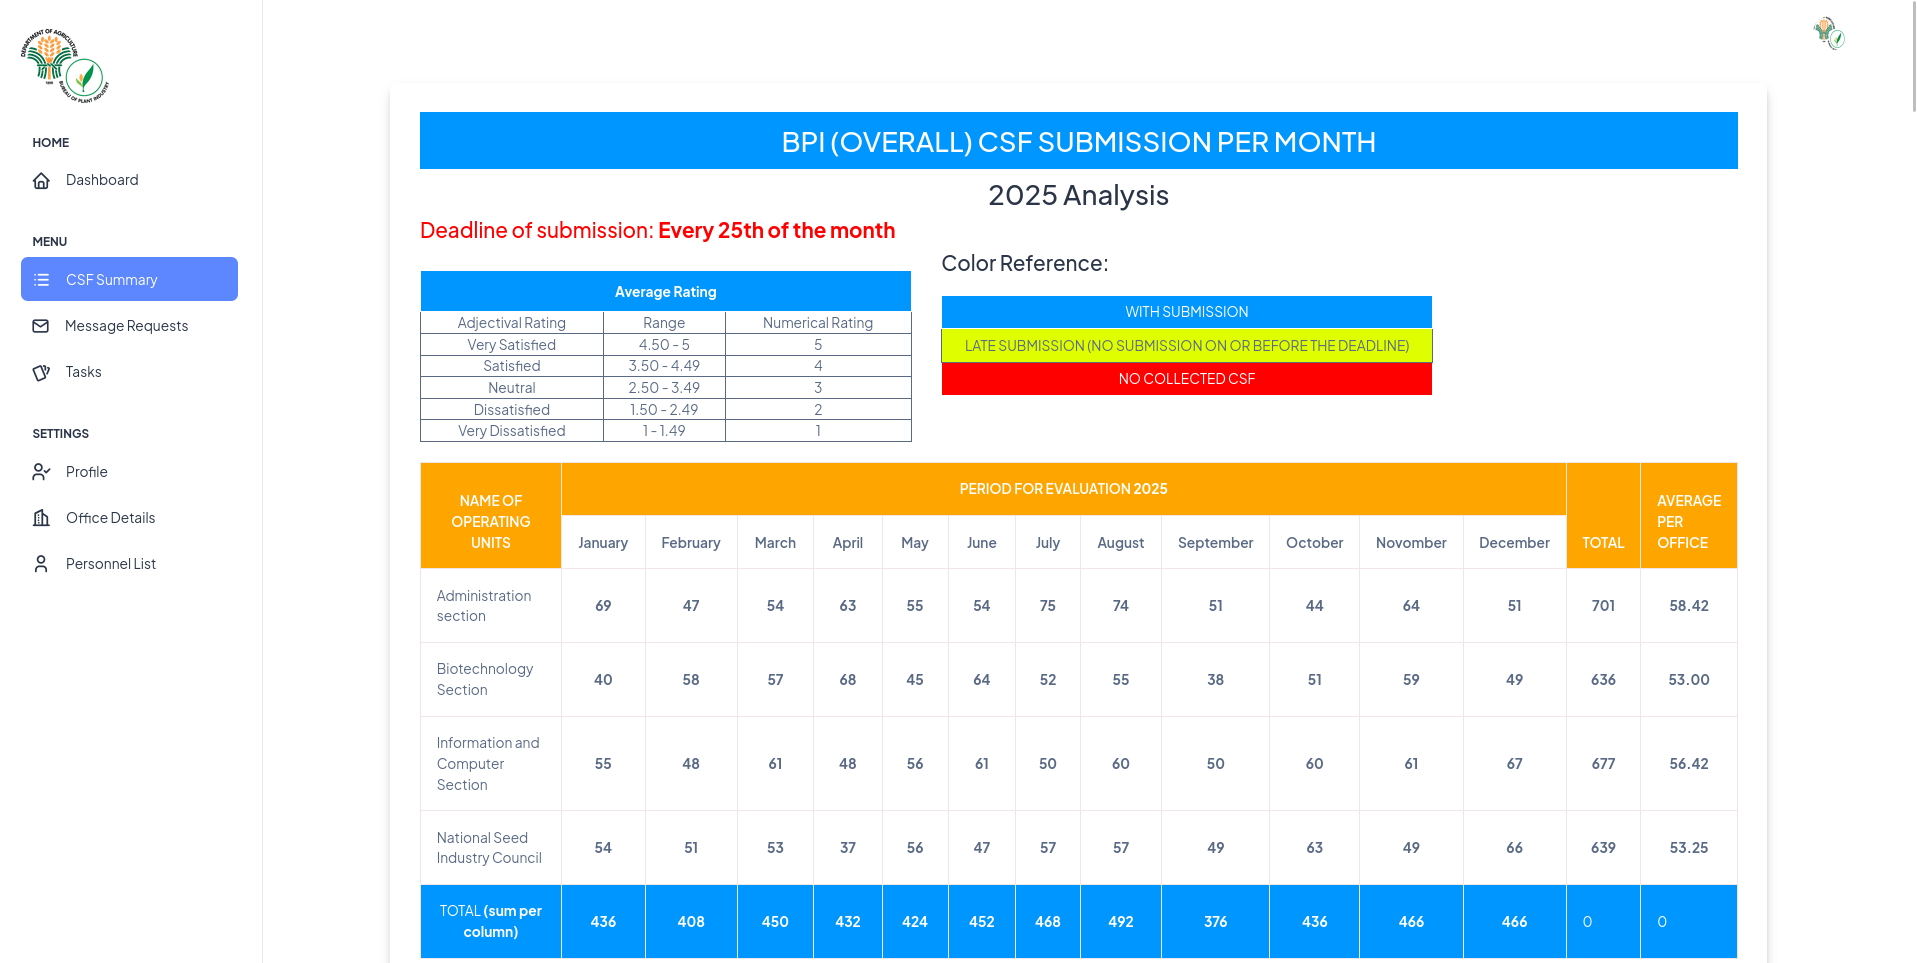 DEPARTMENT OF AGRICULTURE
BUREAU OF PLANT INDUSTRY
HOME
Dashboard
MENU
CSF Summary
Message Requests
Tasks
SETTINGS
Profile
Office Details
Personnel List
BPI (OVERALL) CSF SUBMISSION PER MONTH
2025 Analysis
Deadline of submission: Every 25th of the month
Average Rating
Adjectival Rating Range Numerical Rating
Very Satisfied 4.50 - 5 5
Satisfied 3.50 - 4.49 4
Neutral 2.50 - 3.49 3
Dissatisfied 1.50 - 2.49 2
Very Dissatisfied 1 - 1.49 1
Color Reference:
WITH SUBMISSION
LATE SUBMISSION (NO SUBMISSION ON OR BEFORE THE DEADLINE)
NO COLLECTED CSF
NAME OF
OPERATING
UNITS
PERIOD FOR EVALUATION 2025
TOTAL
AVERAGE
PER
OFFICE
January February March April May June July August September October November December
Administration
section
69 47 54 63 55 54 75 74 51 44 64 51 701 58.42
Biotechnology
Section
40 58 57 68 45 64 52 55 38 51 59 49 636 53.00
Information and
Computer
Section
55 48 61 48 56 61 50 60 50 60 61 67 677 56.42
National Seed
Industry Council
54 51 53 37 56 47 57 57 49 63 49 66 639 53.25
TOTAL (sum per
column)
436 408 450 432 424 452 468 492 376 436 466 466 0 0